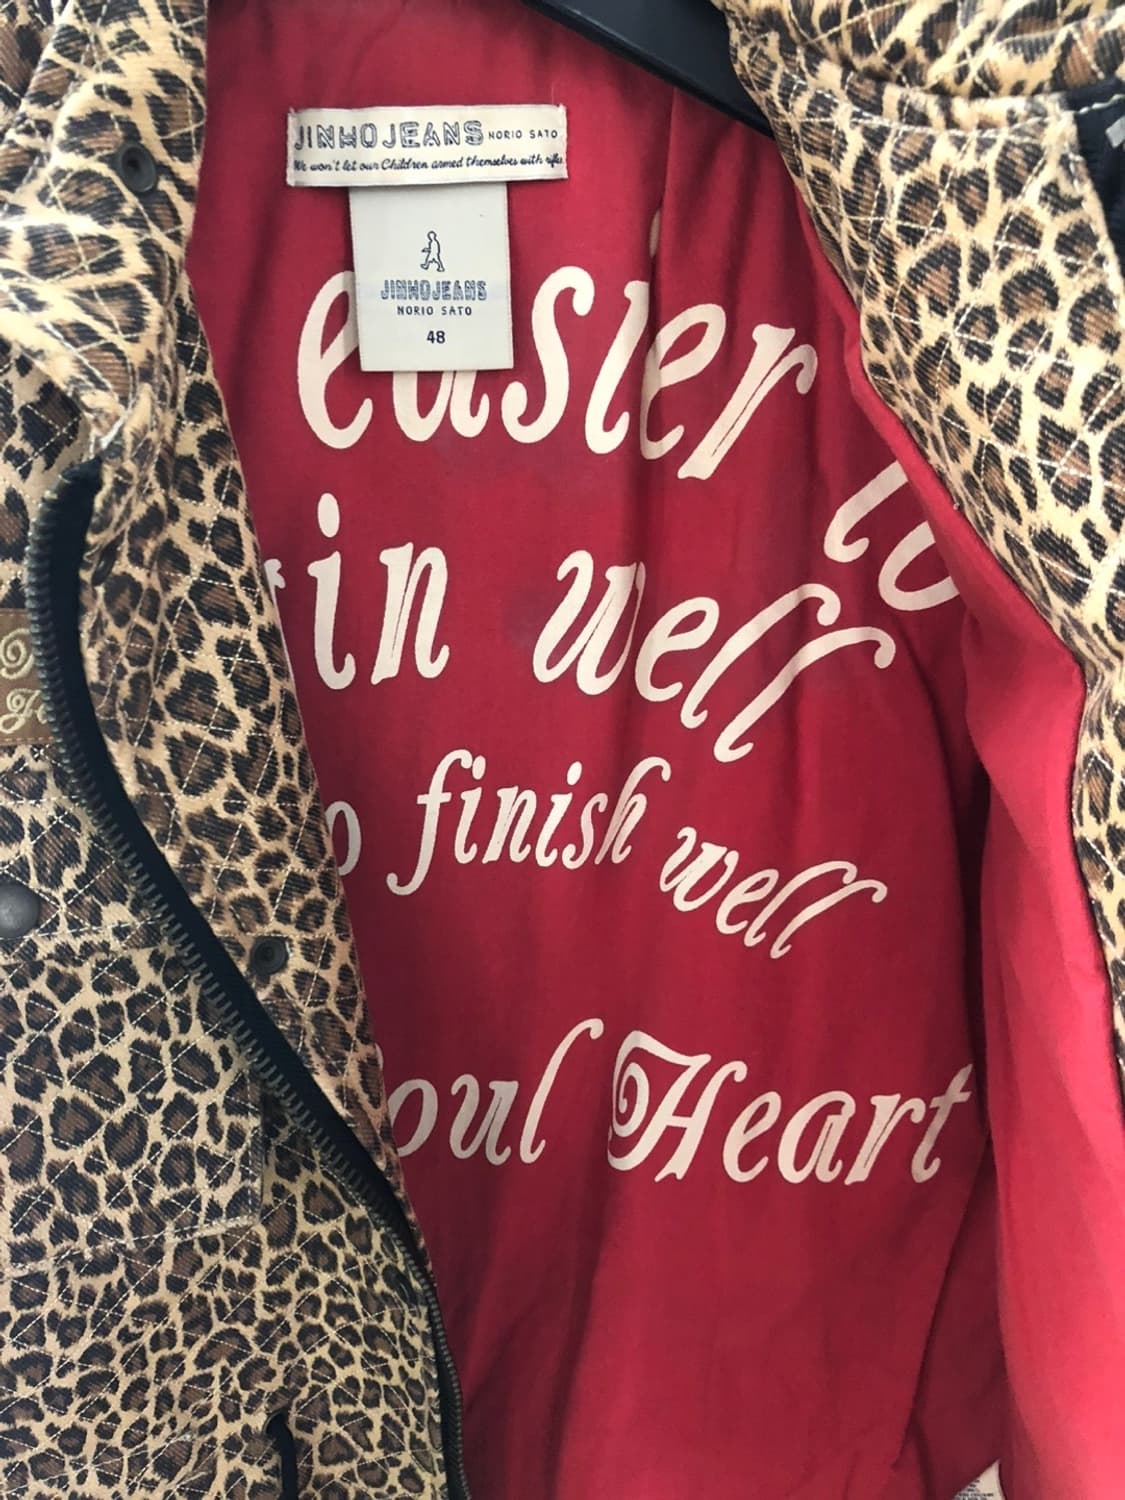 JINHOJEANS NORIO SATO
We won't let our Children armed themselves with rifles
JINHOJEANS
NORIO SATO
48
easier to
in well
finish well
oul Heart